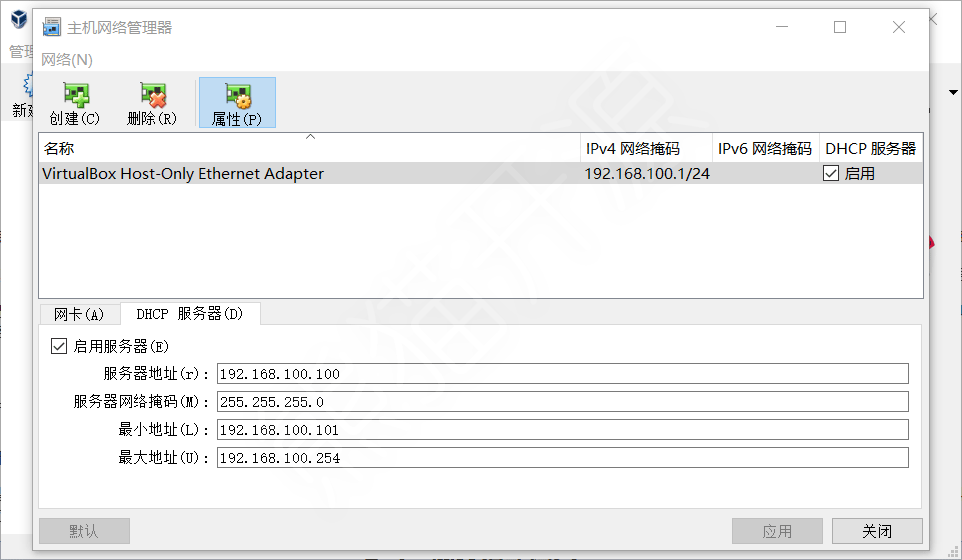 主机网络管理器
管理
网络(N)
新建
创建(C)
删除(R)
属性(P)
名称 IPv4 网络掩码 IPv6 网络掩码 DHCP 服务器
VirtualBox Host-Only Ethernet Adapter 192.168.100.1/24 启用
网卡(A) DHCP 服务器(D)
启用服务器(E)
服务器地址(r): 192.168.100.100
服务器网络掩码(M): 255.255.255.0
最小地址(L): 192.168.100.101
最大地址(U): 192.168.100.254
默认 应用 关闭